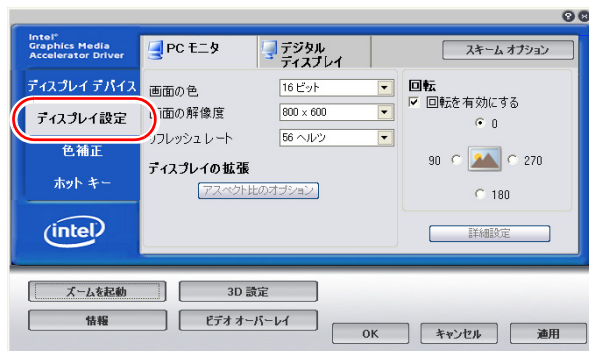 Intel®
Graphics Media
Accelerator Driver
PC モニタ
デジタル
ディスプレイ
スキーム オプション
ディスプレイ デバイス
ディスプレイ設定
色補正
ホット キー
intel
画面の色
16 ビット
画面の解像度
800 x 600
リフレッシュ レート
56 ヘルツ
ディスプレイの拡張
アスペクト比のオプション
回転
回転を有効にする
0
90
270
180
詳細設定
ズームを起動
3D 設定
情報
ビデオ オーバーレイ
OK
キャンセル
適用